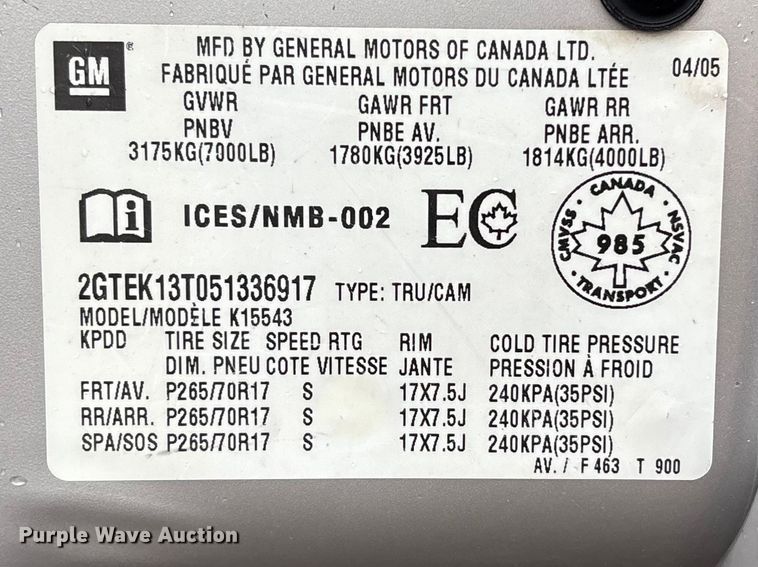 GM
MFD BY GENERAL MOTORS OF CANADA LTD.
FABRIQUÉ PAR GENERAL MOTORS DU CANADA LTÉE
04/05
GVWR GAWR FRT GAWR RR
PNBV PNBE AV. PNBE ARR.
3175KG(7000LB) 1780KG(3925LB) 1814KG(4000LB)
i ICES/NMB-002 EC
CANADA
CMVSS 985 NSVAC
TRANSPORT
2GTEK13T051336917 TYPE: TRU/CAM
MODEL/MODÈLE K15543
KPDD TIRE SIZE SPEED RTG RIM COLD TIRE PRESSURE
DIM. PNEU COTE VITESSE JANTE PRESSION À FROID
FRT/AV. P265/70R17 S 17X7.5J 240KPA(35PSI)
RR/ARR. P265/70R17 S 17X7.5J 240KPA(35PSI)
SPA/SOS P265/70R17 S 17X7.5J 240KPA(35PSI)
AV. / F 463 T 900
Purple Wave Auction